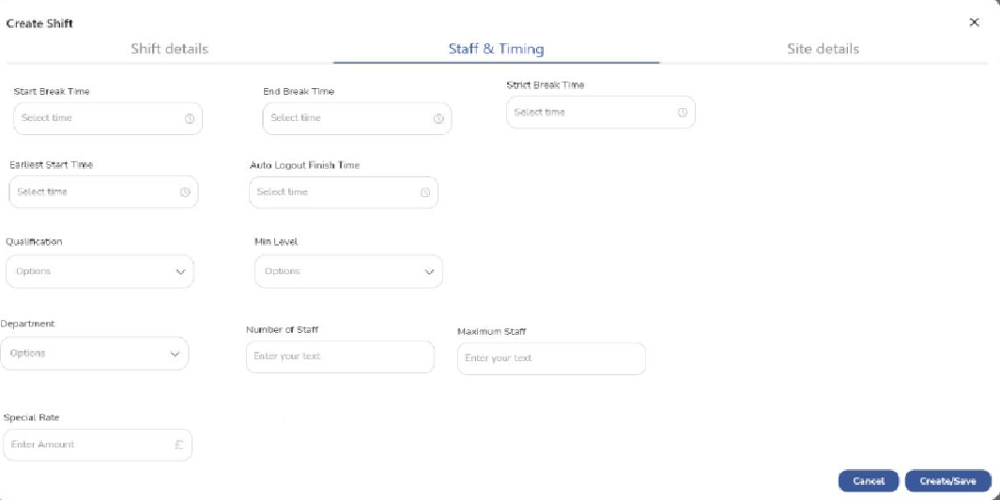 Create Shift
Shift details Staff & Timing Site details
Start Break Time End Break Time Strict Break Time
Select time Select time Select time
Earliest Start Time Auto Logout Finish Time
Select time Select time
Qualification Min Level
Options Options
Department Number of Staff Maximum Staff
Options Enter your text Enter your text
Special Rate
Enter Amount £
Cancel Create/Save